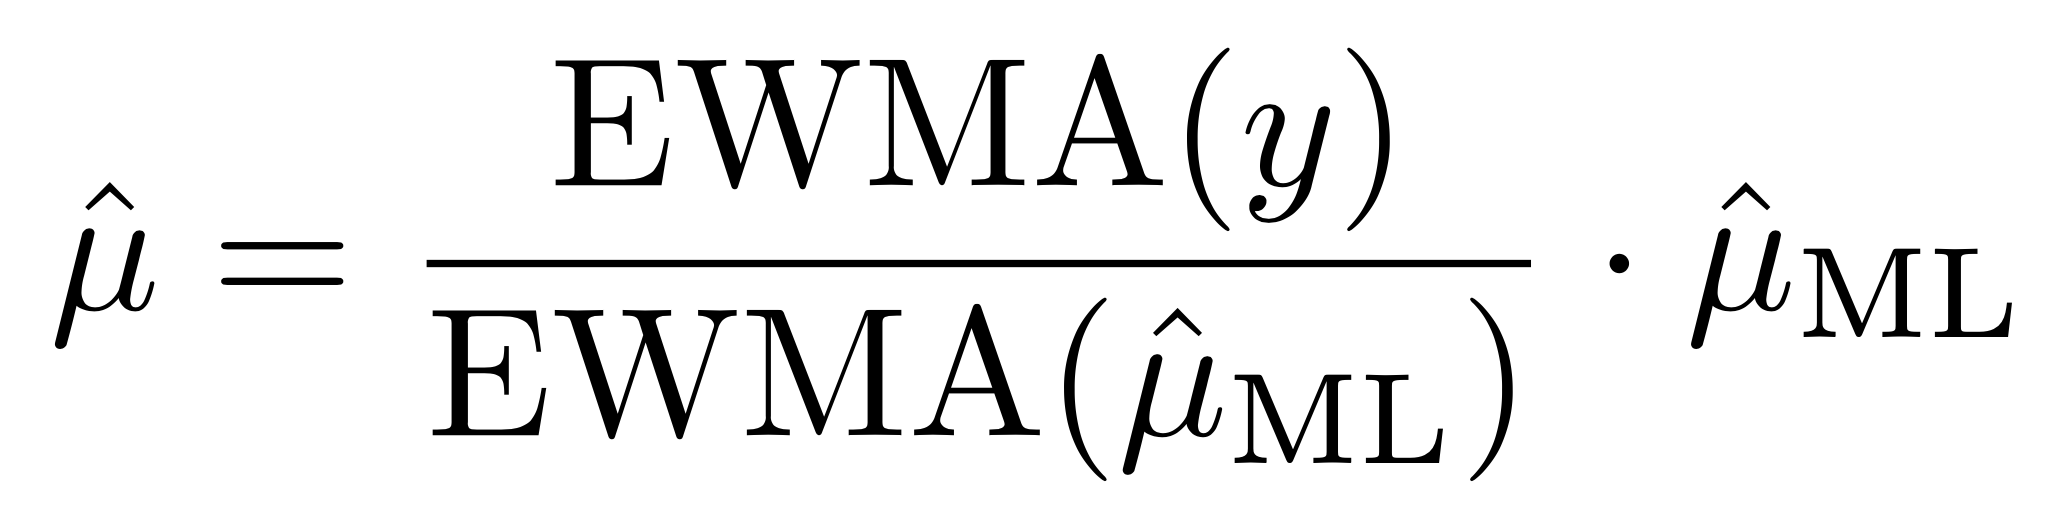 μ̂ = EWMA(y) / EWMA(μ̂_ML) · μ̂_ML